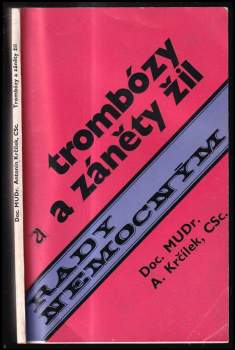 Doc. MUDr. Antonín Krčílek, CSc. Trombózy a záněty žil
trombózy
a záněty žil
RADY
NEMOCNÝM
Doc. MUDr.
A. Krčílek, CSc.